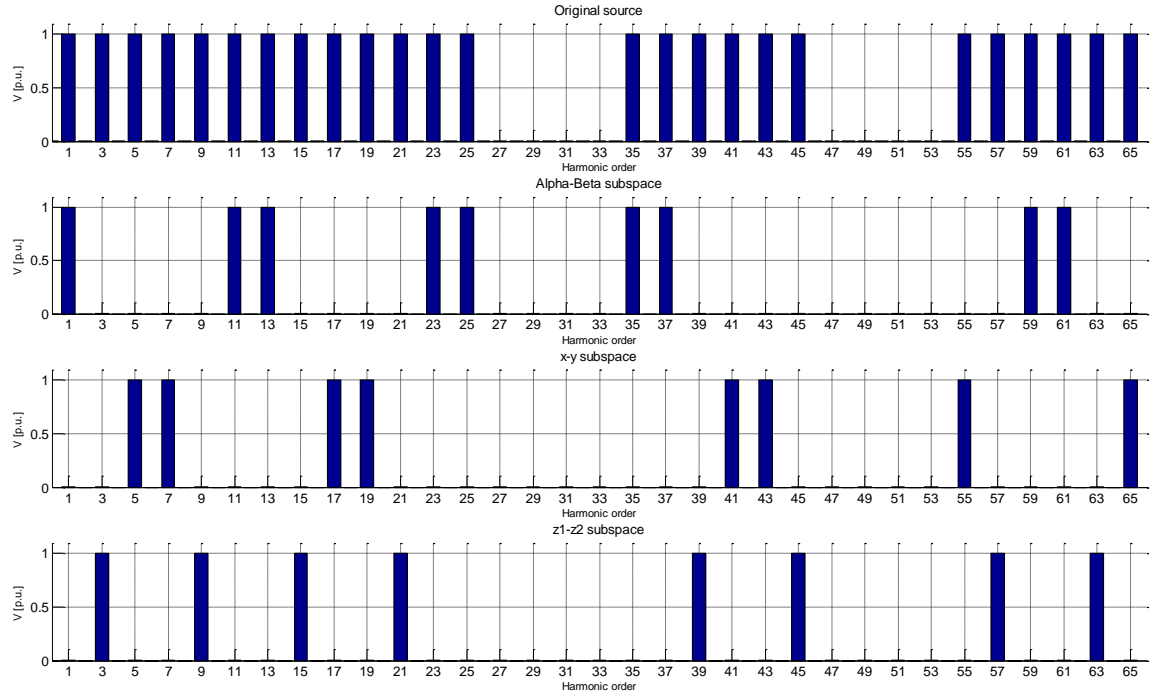 Original source
V [p.u.]
1
0.5
0
1 3 5 7 9 11 13 15 17 19 21 23 25 27 29 31 33 35 37 39 41 43 45 47 49 51 53 55 57 59 61 63 65
Harmonic order
Alpha-Beta subspace
V [p.u.]
1
0.5
0
1 3 5 7 9 11 13 15 17 19 21 23 25 27 29 31 33 35 37 39 41 43 45 47 49 51 53 55 57 59 61 63 65
Harmonic order
x-y subspace
V [p.u.]
1
0.5
0
1 3 5 7 9 11 13 15 17 19 21 23 25 27 29 31 33 35 37 39 41 43 45 47 49 51 53 55 57 59 61 63 65
Harmonic order
z1-z2 subspace
V [p.u.]
1
0.5
0
1 3 5 7 9 11 13 15 17 19 21 23 25 27 29 31 33 35 37 39 41 43 45 47 49 51 53 55 57 59 61 63 65
Harmonic order